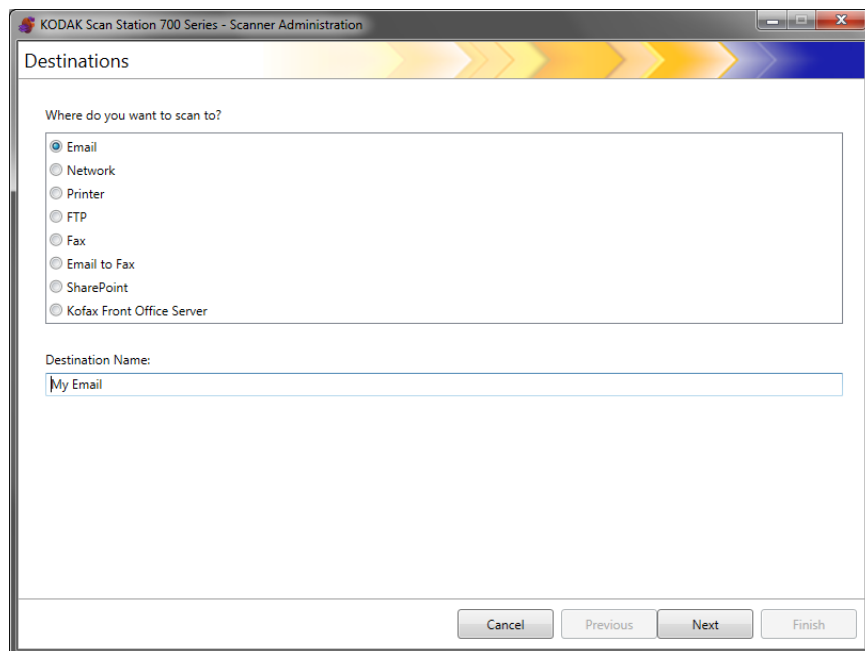 KODAK Scan Station 700 Series - Scanner Administration
Destinations
Where do you want to scan to?
Email
Network
Printer
FTP
Fax
Email to Fax
SharePoint
Kofax Front Office Server
Destination Name:
My Email
Cancel
Previous
Next
Finish